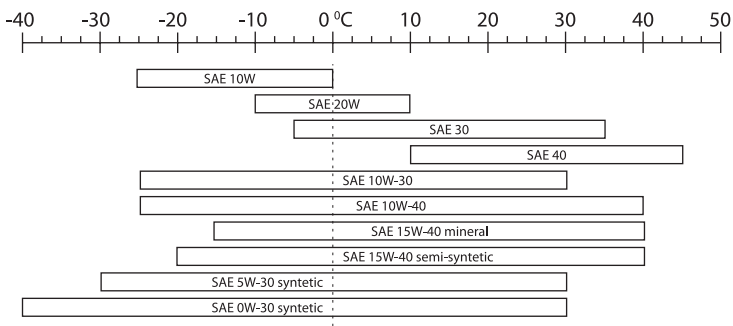 -40 -30 -20 -10 0 ⁰C 10 20 30 40 50
SAE 10W
SAE 20W
SAE 30
SAE 40
SAE 10W-30
SAE 10W-40
SAE 15W-40 mineral
SAE 15W-40 semi-syntetic
SAE 5W-30 syntetic
SAE 0W-30 syntetic